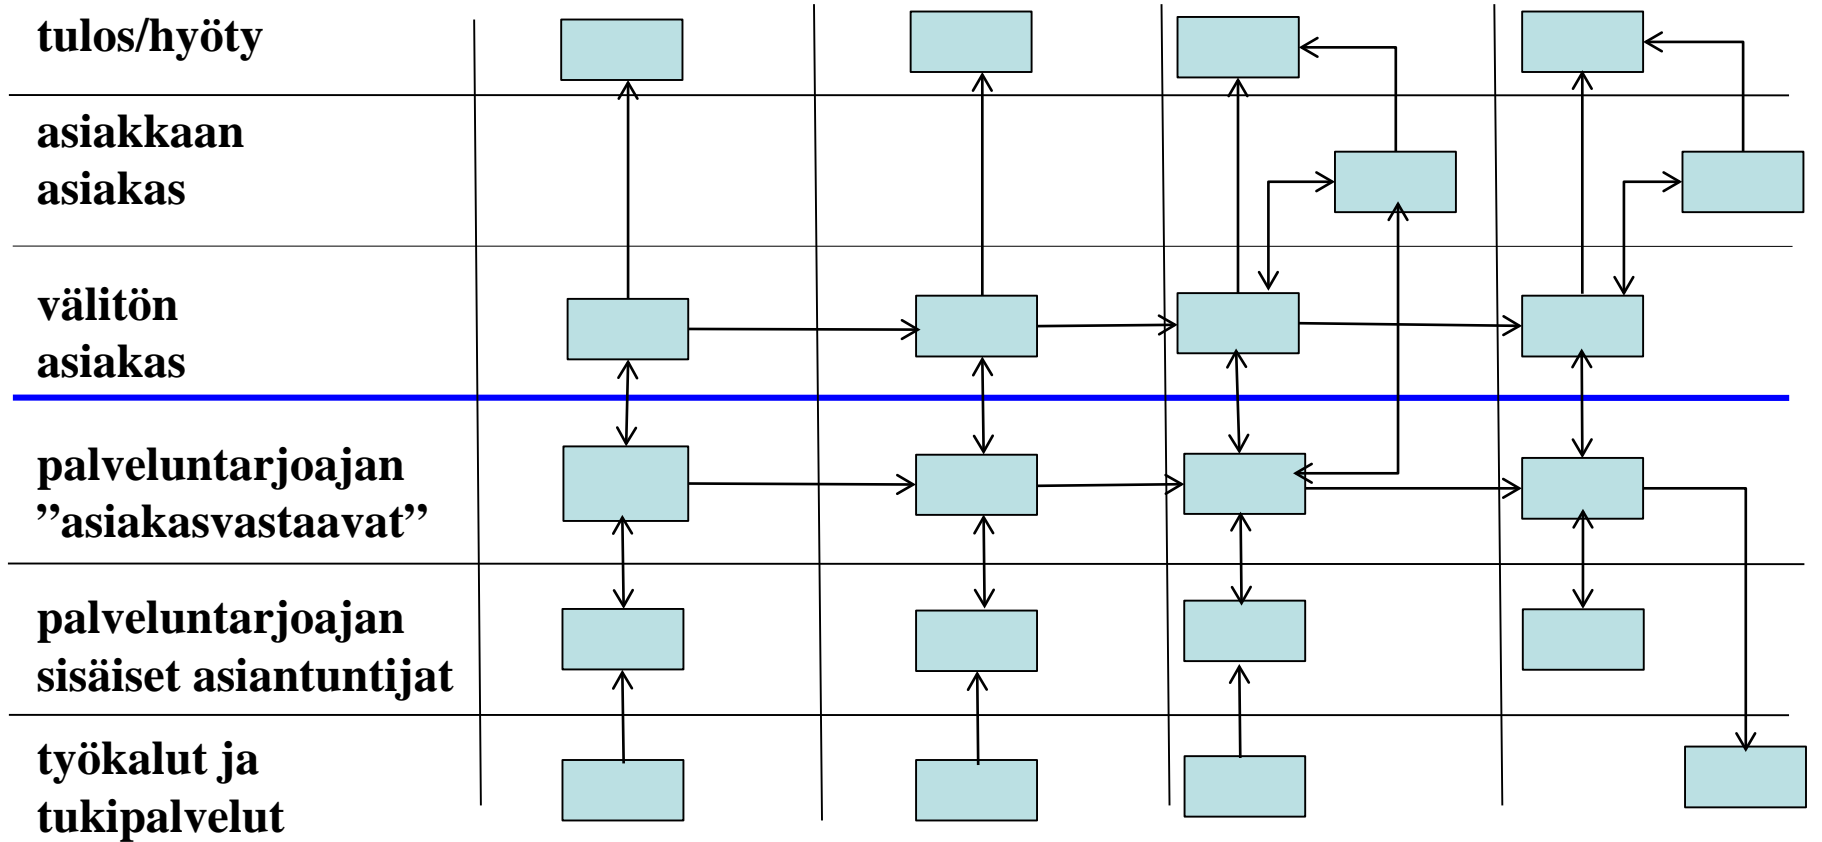 tulos/hyöty
asiakkaan
asiakas
välitön
asiakas
palveluntarjoajan
”asiakasvastaavat”
palveluntarjoajan
sisäiset asiantuntijat
työkalut ja
tukipalvelut